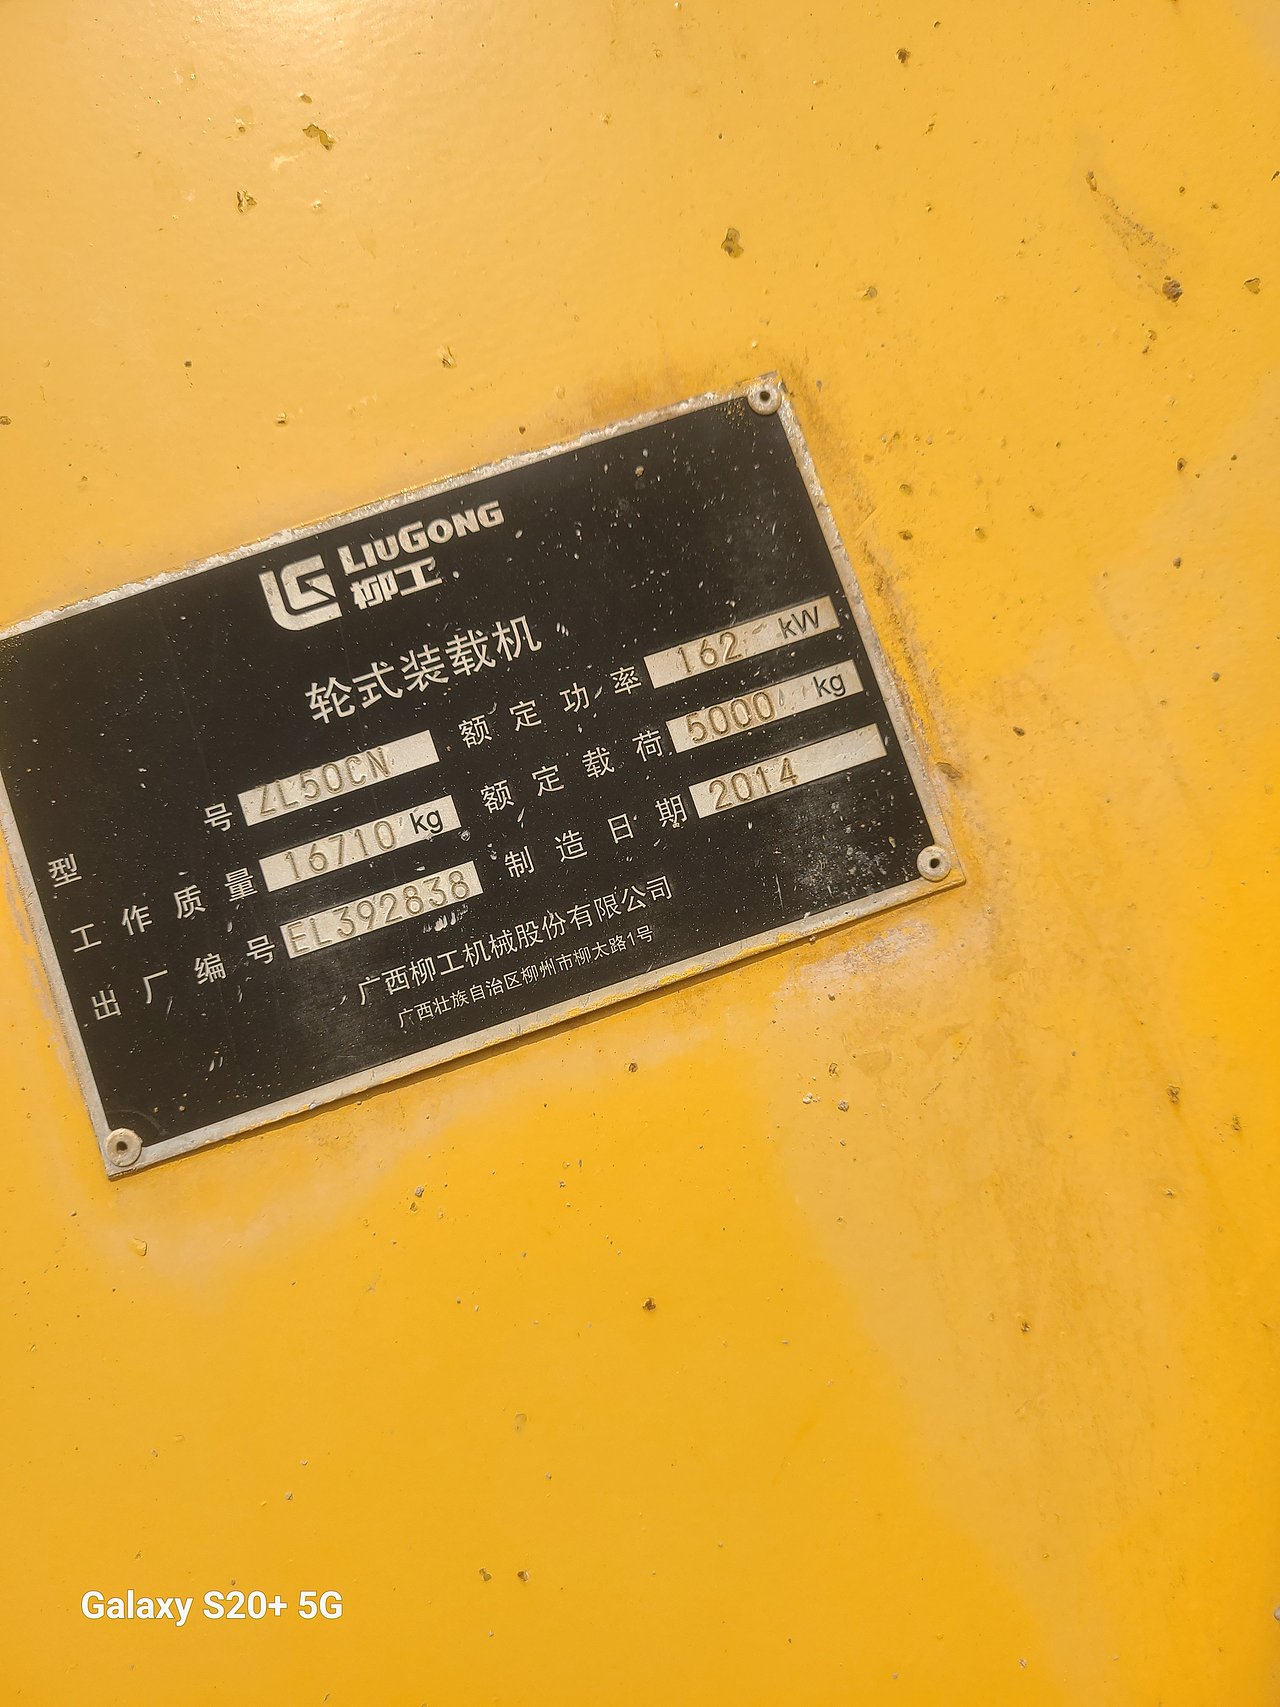 LIUGONG
柳工
轮式装载机
型号 ZL50CN 额定功率 162 kW
工作质量 16710 kg 额定载荷 5000 kg
出厂编号 EL392838 制造日期 2014
广西柳工机械股份有限公司
广西壮族自治区柳州市柳太路1号
Galaxy S20+ 5G